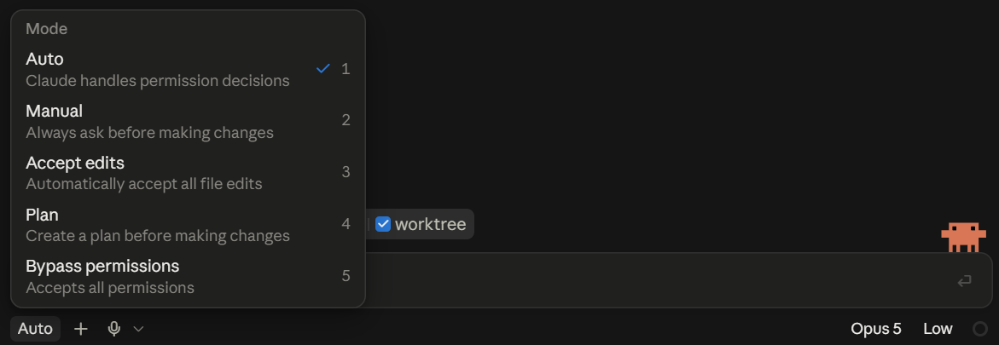 Mode
Auto
Claude handles permission decisions
1
Manual
Always ask before making changes
2
Accept edits
Automatically accept all file edits
3
Plan
Create a plan before making changes
4
Bypass permissions
Accepts all permissions
5
worktree
Auto
Opus 5
Low